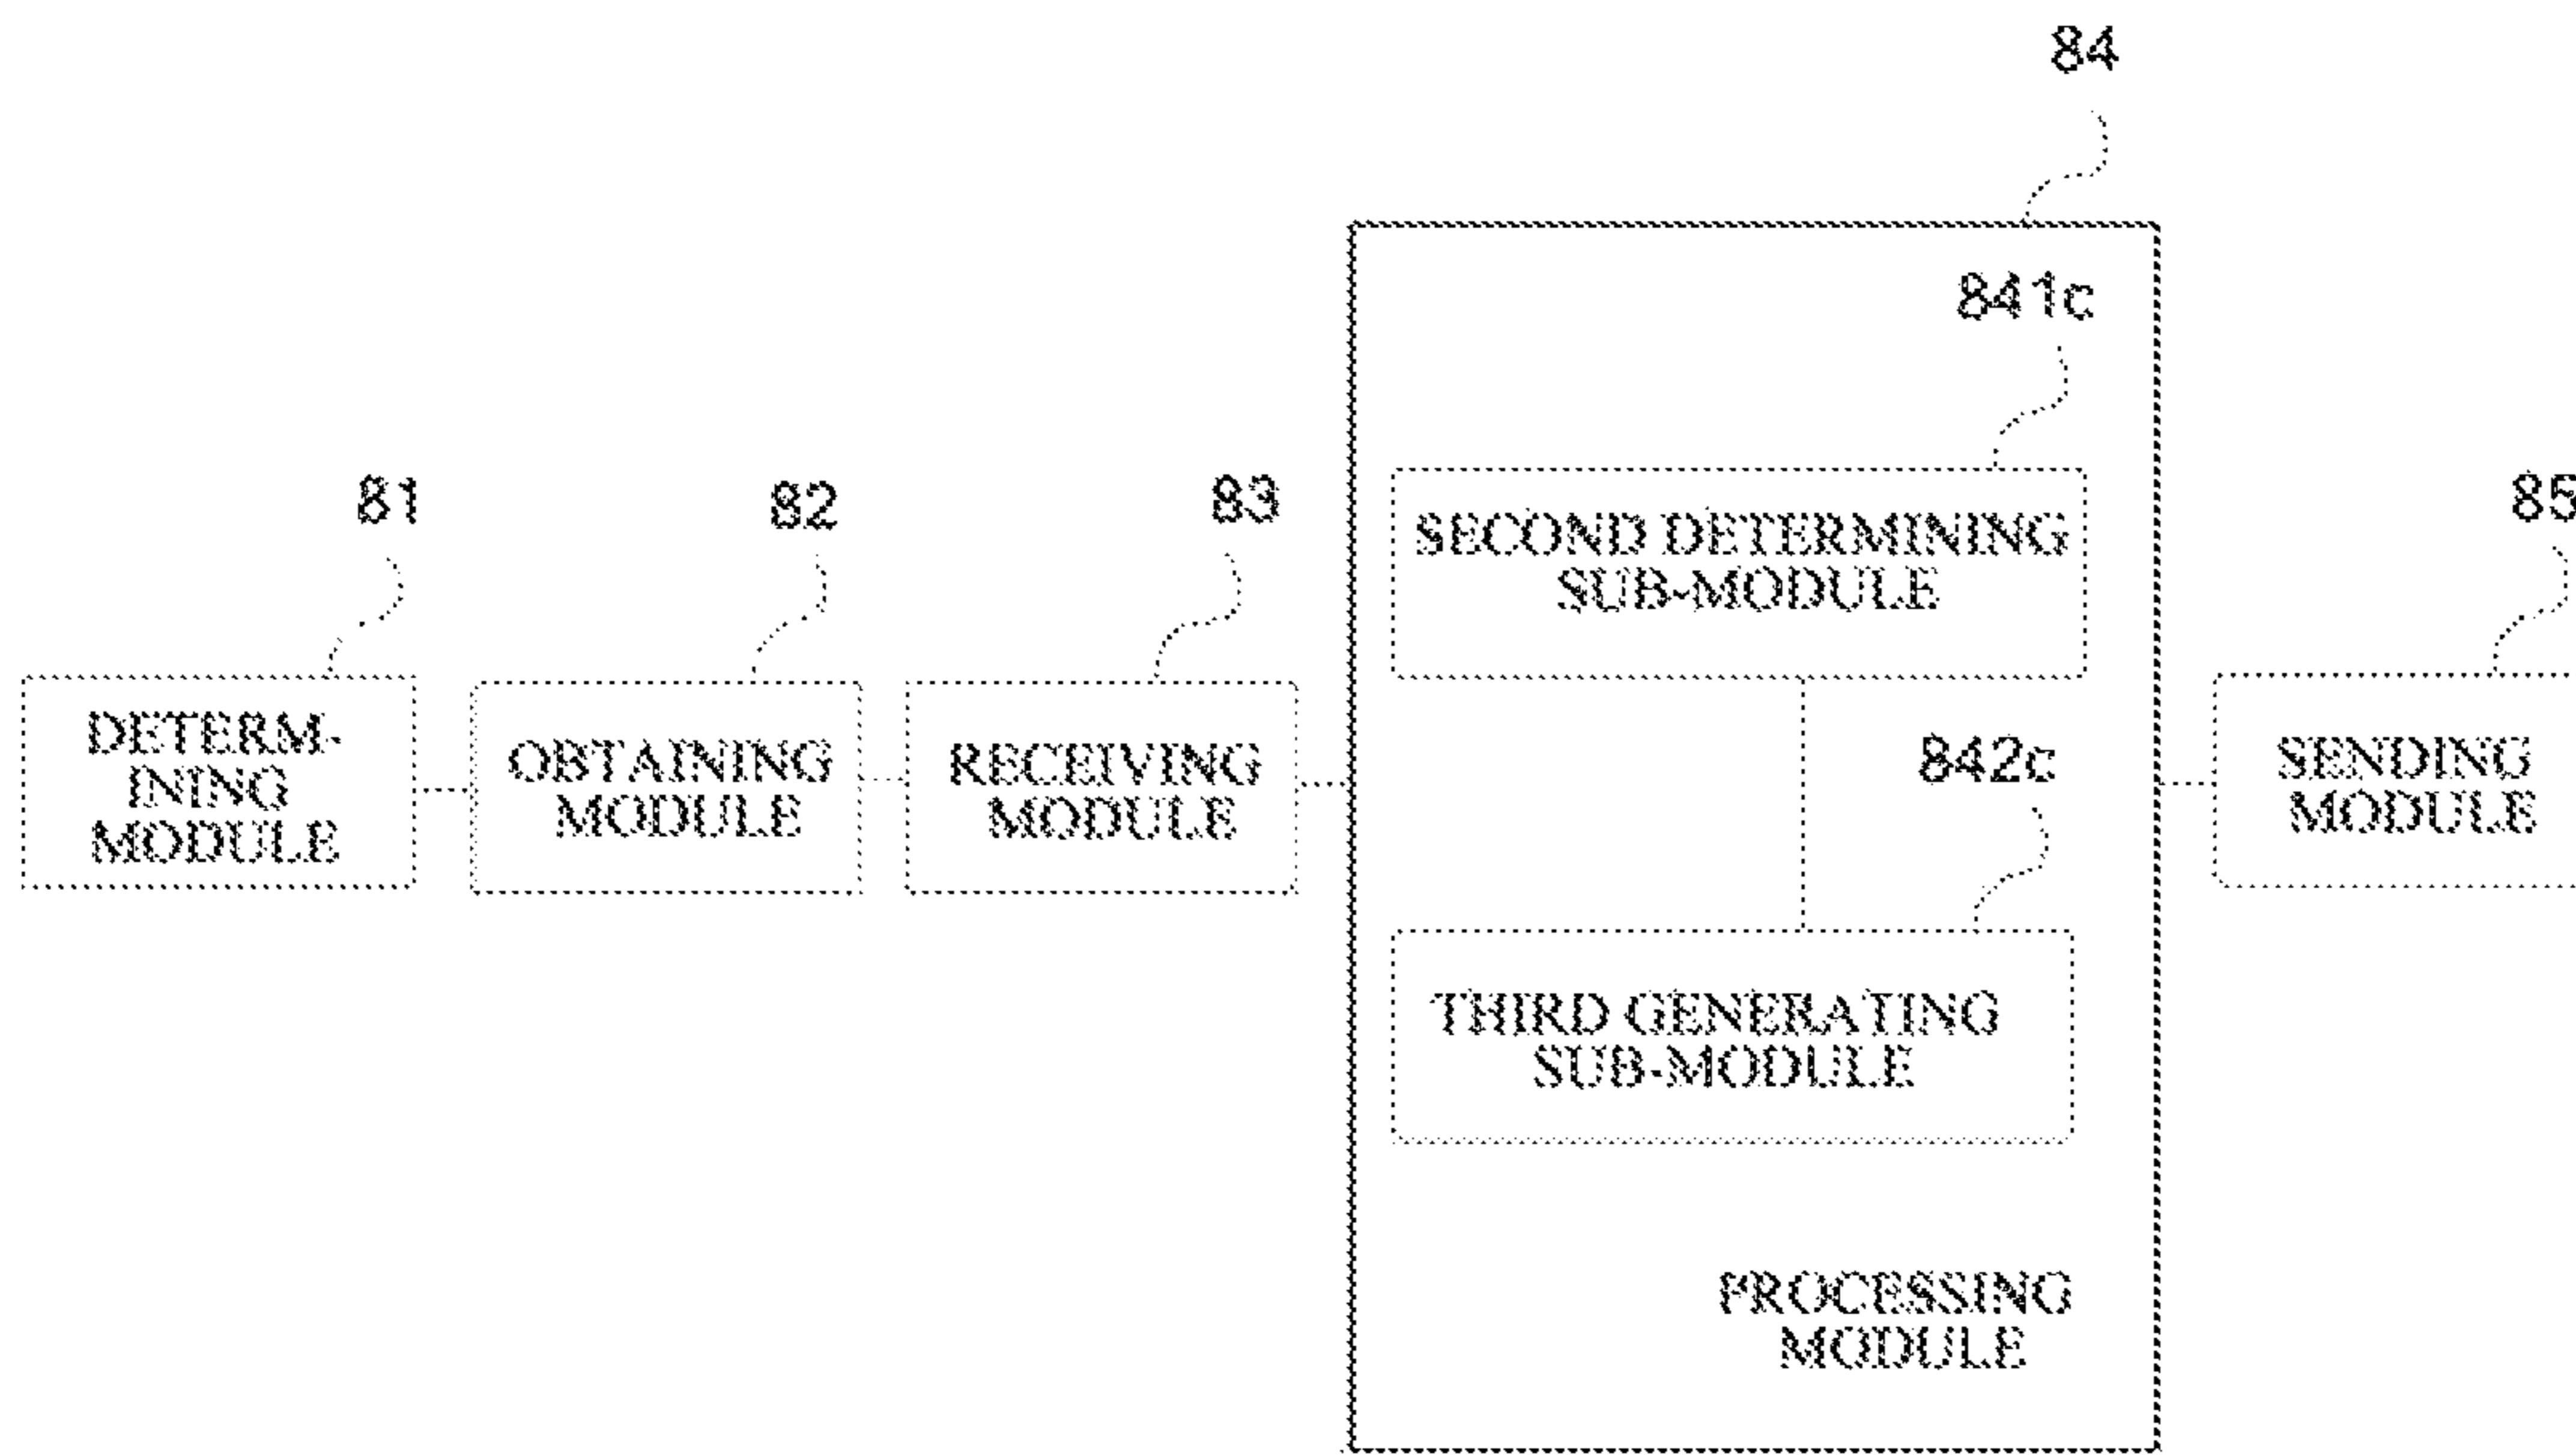 84
841c
81
82
83
85
SECOND DETERMINING
SUB-MODULE
DETERM-
INING
MODULE
OBTAINING
MODULE
RECEIVING
MODULE
SENDING
MODULE
842c
THIRD GENERATING
SUB-MODULE
PROCESSING
MODULE